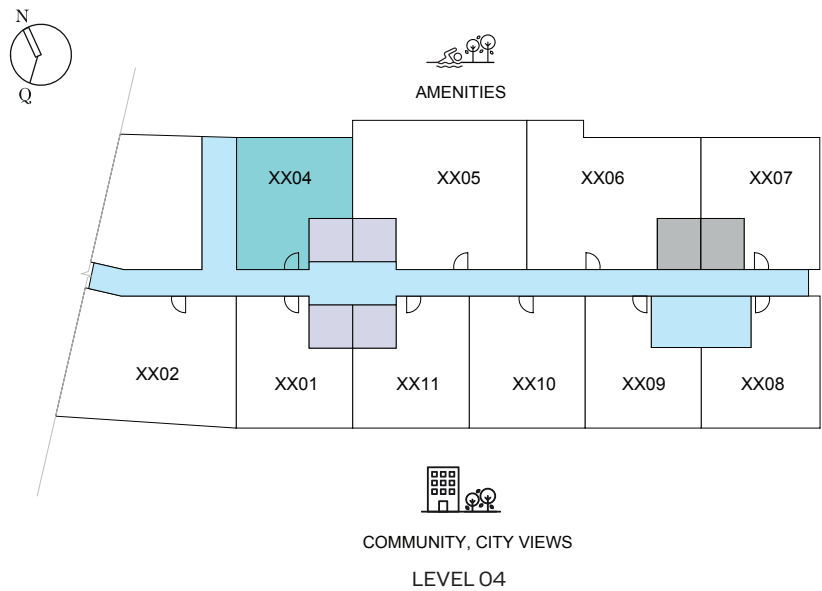 N
Q
AMENITIES
XX04
XX05
XX06
XX07
XX02
XX01
XX11
XX10
XX09
XX08
COMMUNITY, CITY VIEWS
LEVEL 04